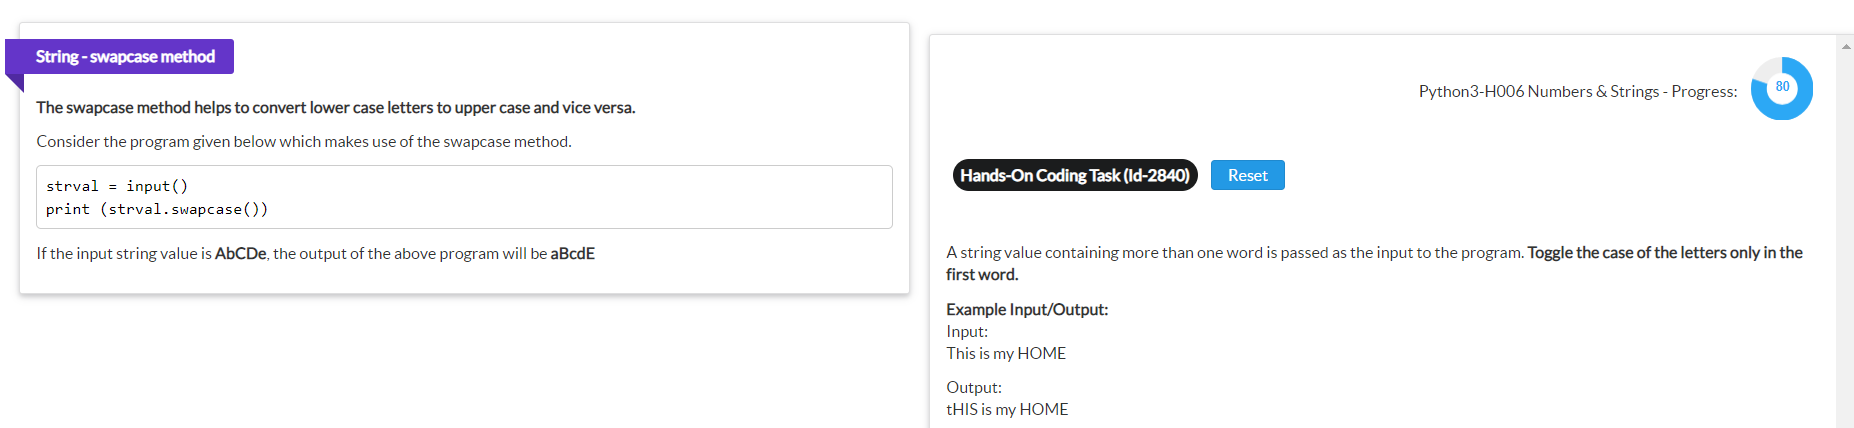 String - swapcase method
The swapcase method helps to convert lower case letters to upper case and vice versa.
Consider the program given below which makes use of the swapcase method.
strval = input()
print (strval.swapcase())
If the input string value is AbCDe, the output of the above program will be aBcdE
Python3-H006 Numbers & Strings - Progress:
80
Hands-On Coding Task (Id-2840)
Reset
A string value containing more than one word is passed as the input to the program. Toggle the case of the letters only in the
first word.
Example Input/Output:
Input:
This is my HOME
Output:
tHIS is my HOME